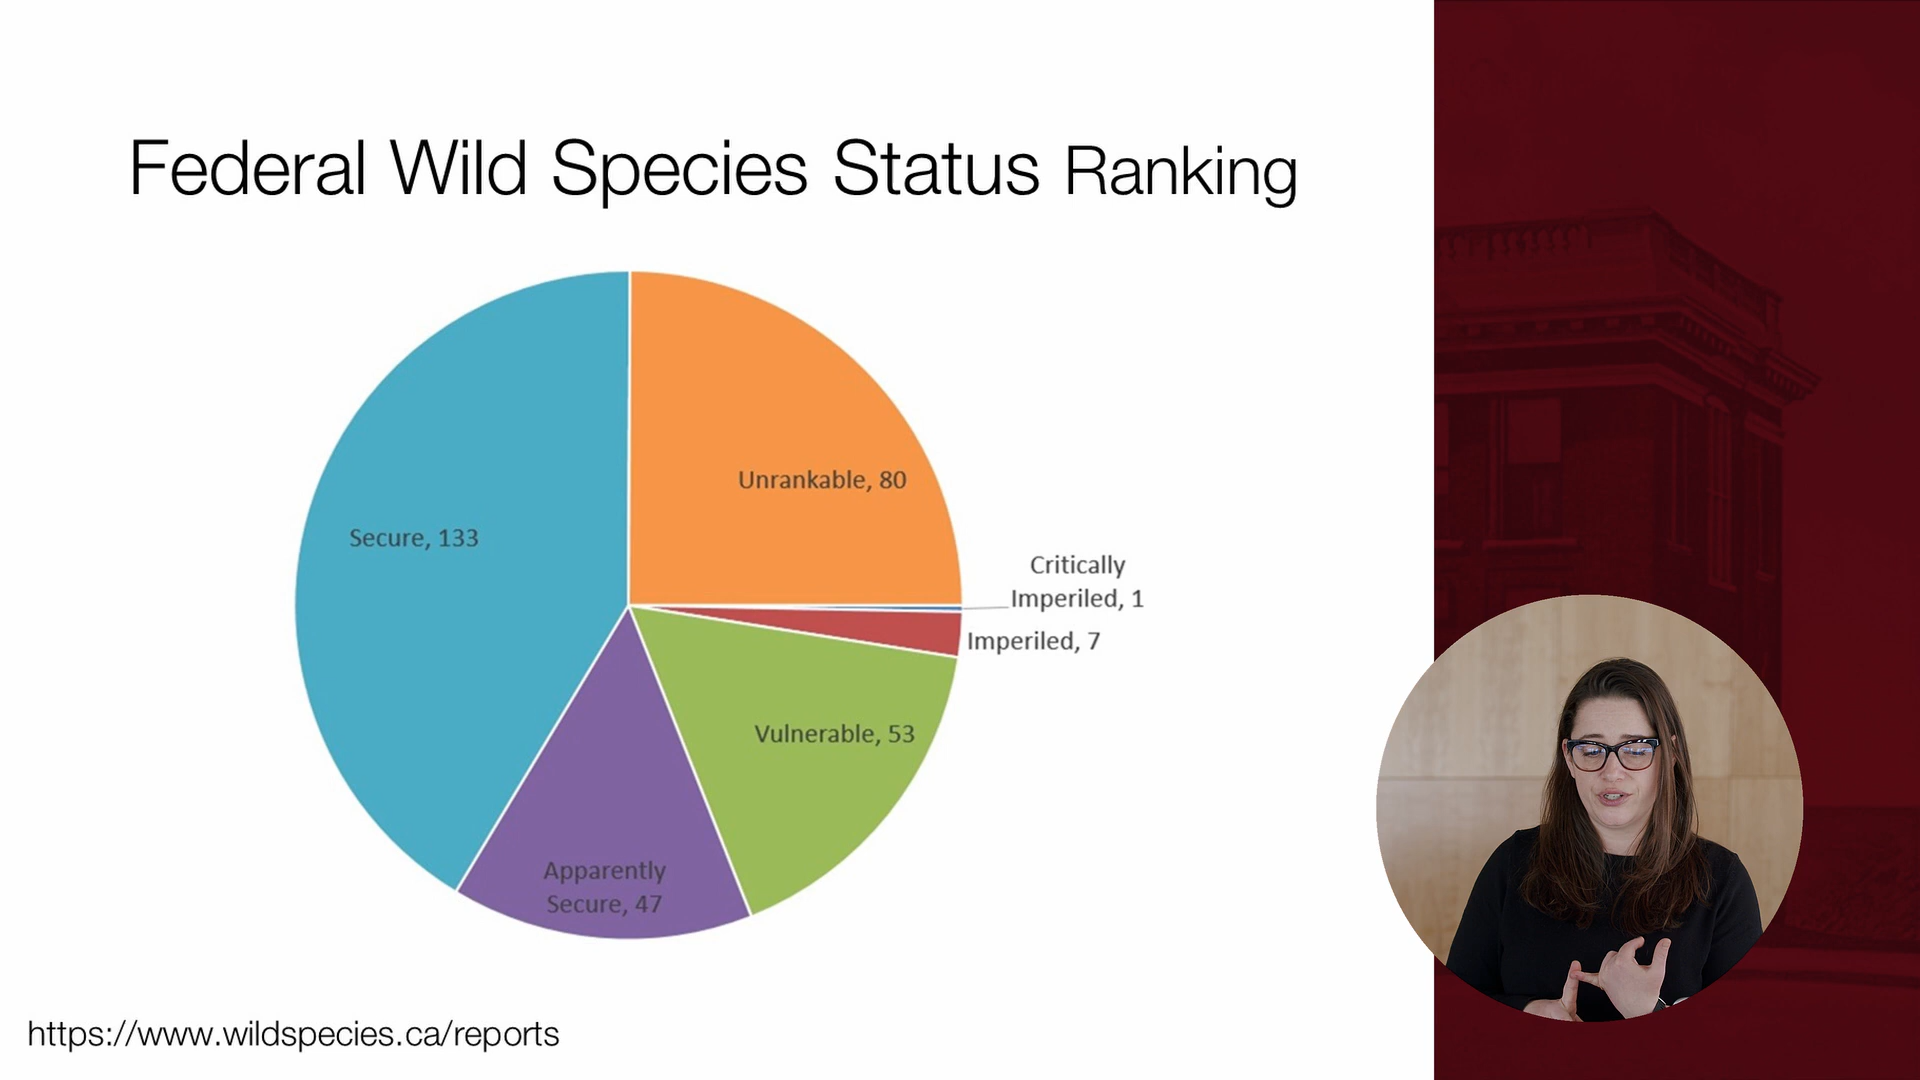 Federal Wild Species Status Ranking
Unrankable, 80
Secure, 133
Critically
Imperiled, 1
Imperiled, 7
Vulnerable, 53
Apparently
Secure, 47
https://www.wildspecies.ca/reports